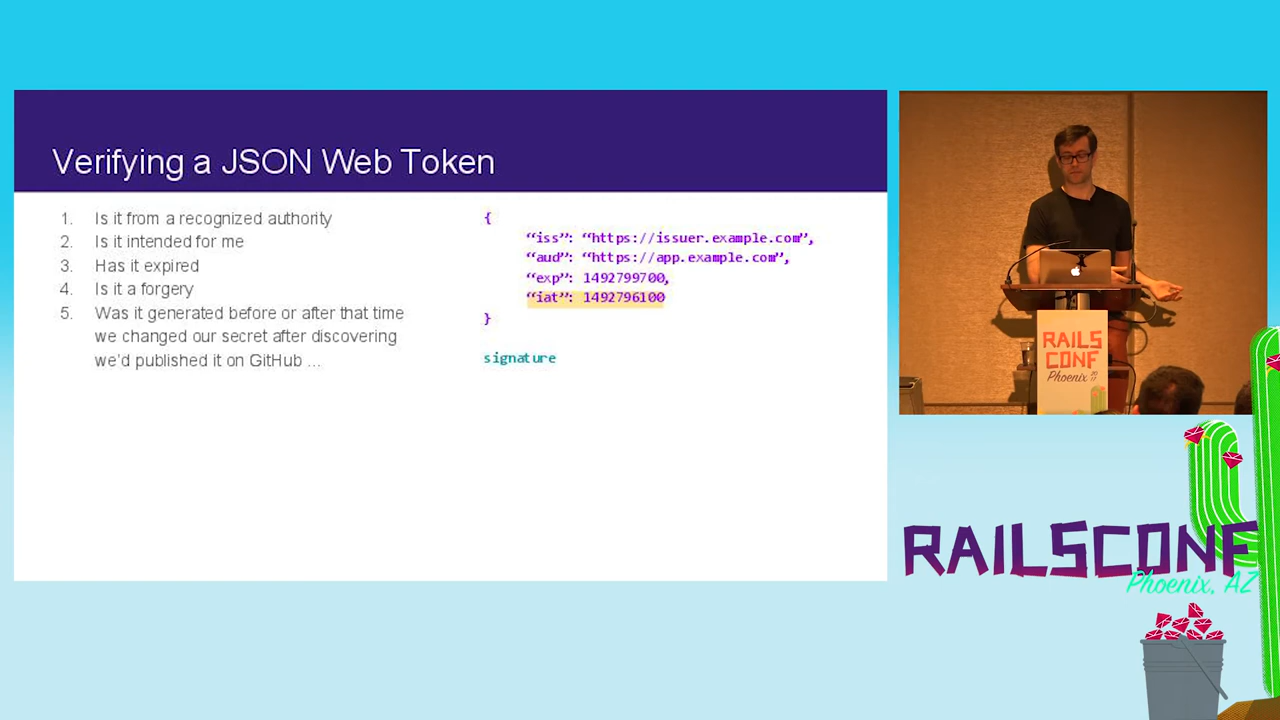 Verifying a JSON Web Token
1. Is it from a recognized authority
2. Is it intended for me
3. Has it expired
4. Is it a forgery
5. Was it generated before or after that time
we changed our secret after discovering
we'd published it on GitHub ...
{
“iss”: “https://issuer.example.com”,
“aud”: “https://app.example.com”,
“exp”: 1492799700,
“iat”: 1492796100
}
signature
RAILS
CONF
Phoenix 2017
RAILSCONF
Phoenix, AZ